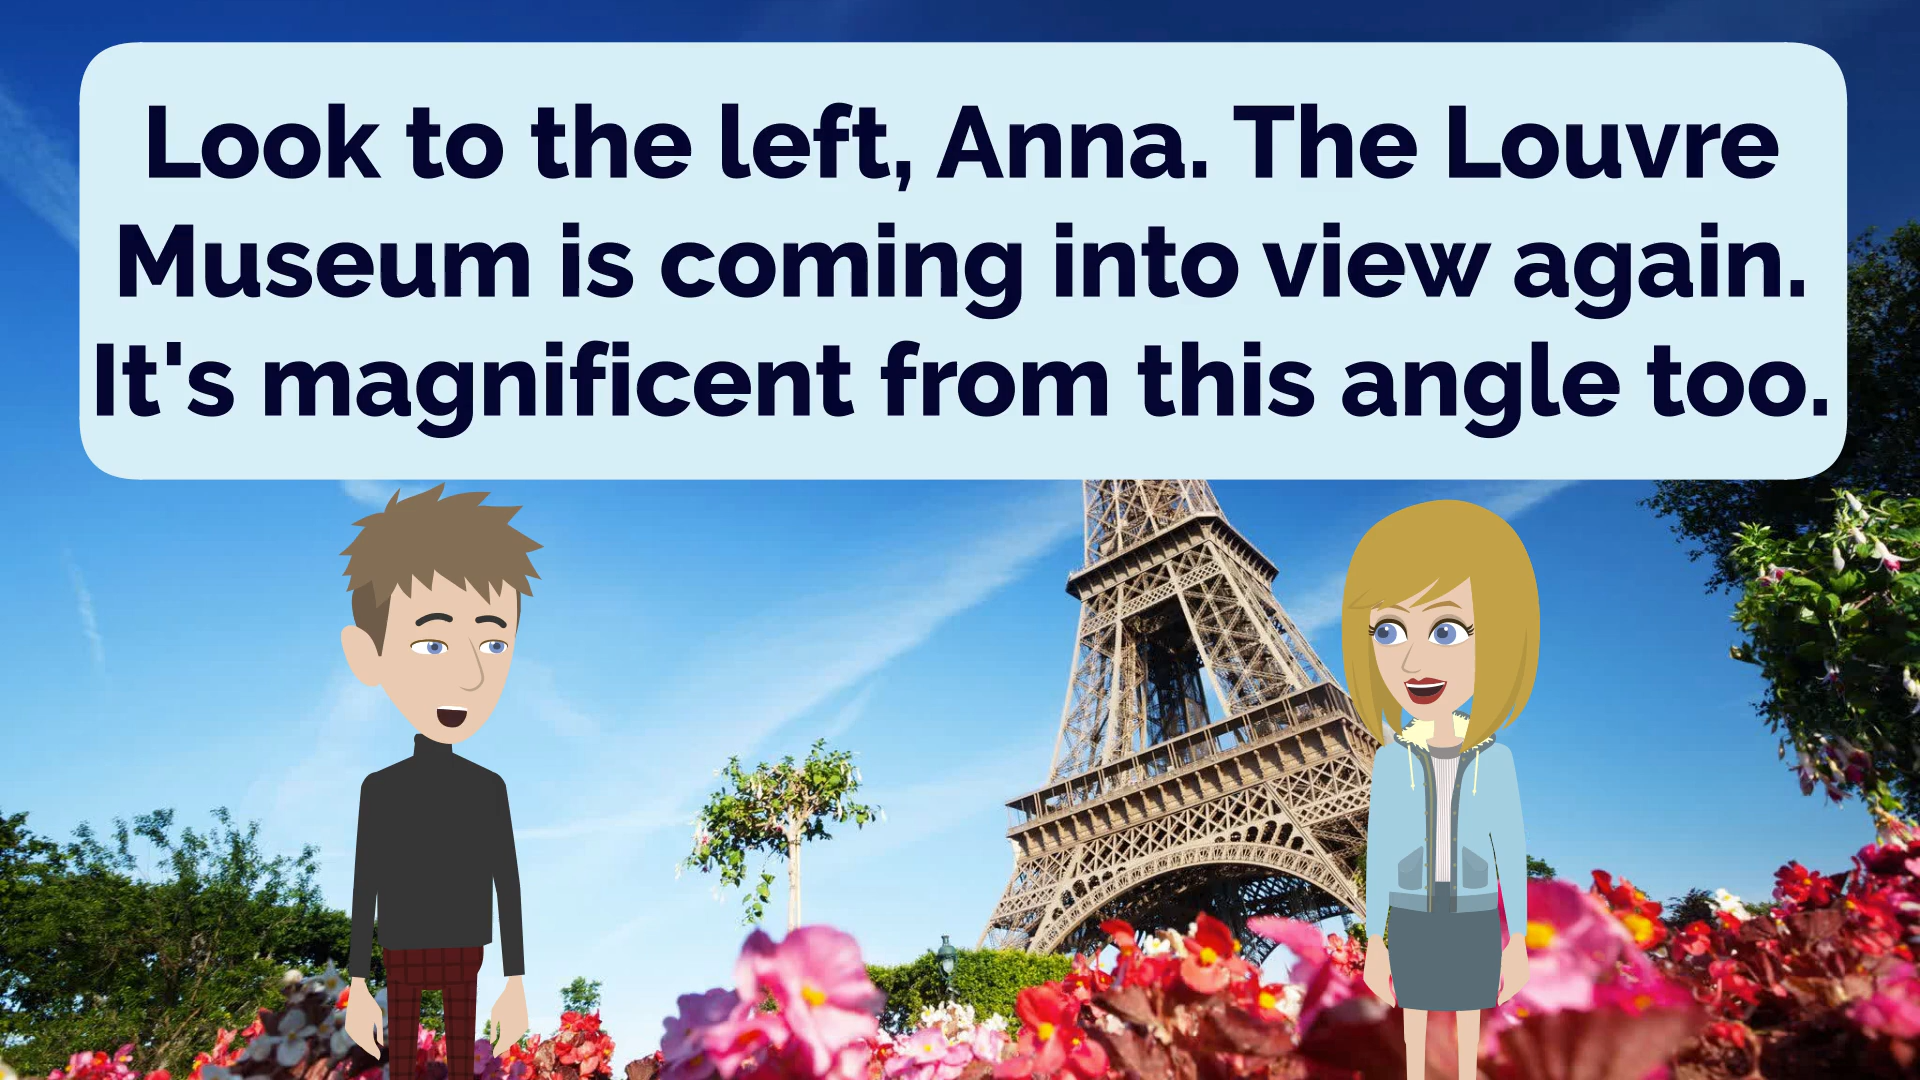 Look to the left, Anna. The Louvre
Museum is coming into view again.
It's magnificent from this angle too.